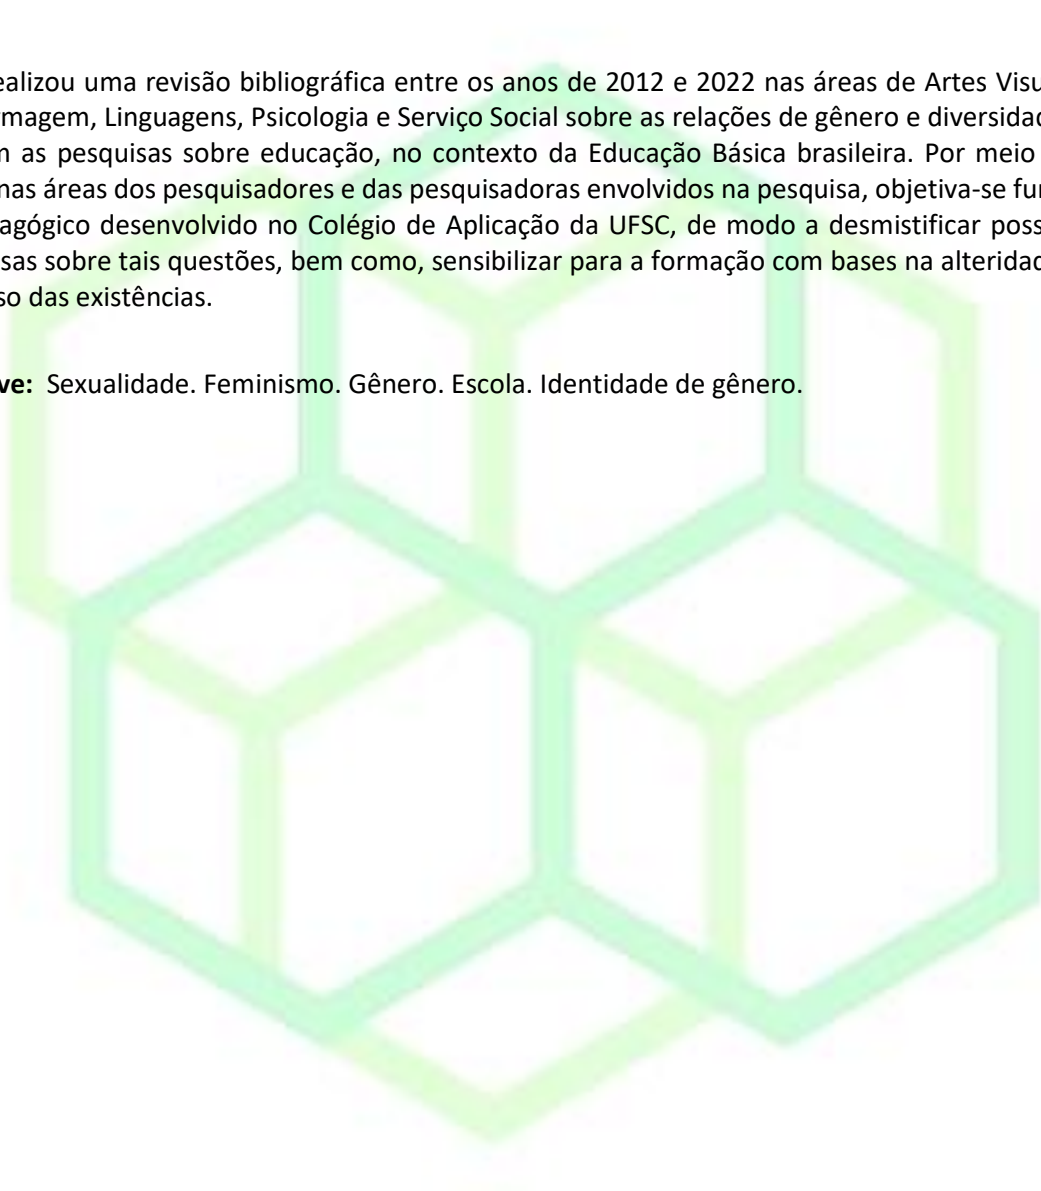 ealizou uma revisão bibliográfica entre os anos de 2012 e 2022 nas áreas de Artes Visu
rmagem, Linguagens, Psicologia e Serviço Social sobre as relações de gênero e diversidad
m as pesquisas sobre educação, no contexto da Educação Básica brasileira. Por meio
nas áreas dos pesquisadores e das pesquisadoras envolvidos na pesquisa, objetiva-se fun
agógico desenvolvido no Colégio de Aplicação da UFSC, de modo a desmistificar poss
sas sobre tais questões, bem como, sensibilizar para a formação com bases na alteridad
so das existências.
ve: Sexualidade. Feminismo. Gênero. Escola. Identidade de gênero.